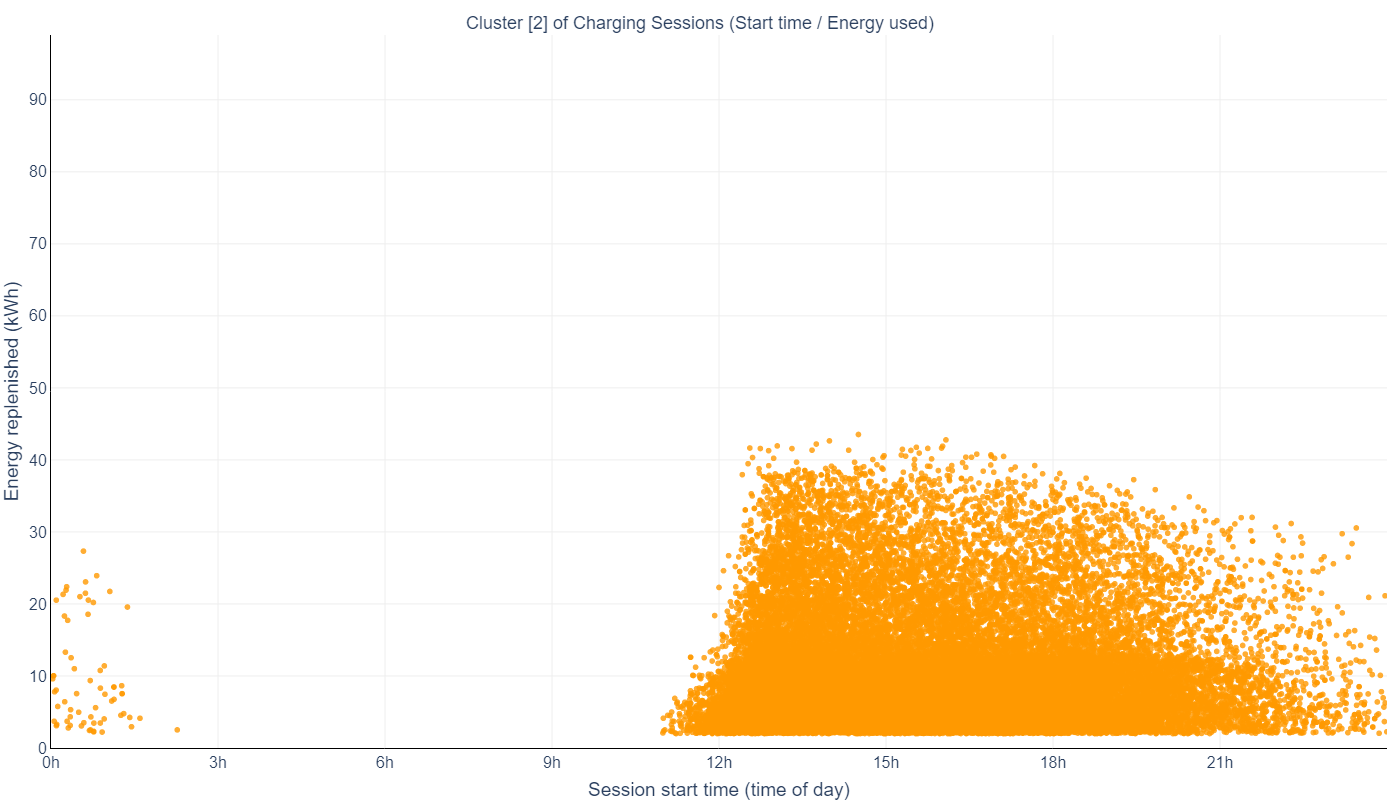 Cluster [2] of Charging Sessions (Start time / Energy used)
90
80
70
60
50
40
30
20
10
0
Energy replenished (kWh)
0h 3h 6h 9h 12h 15h 18h 21h
Session start time (time of day)